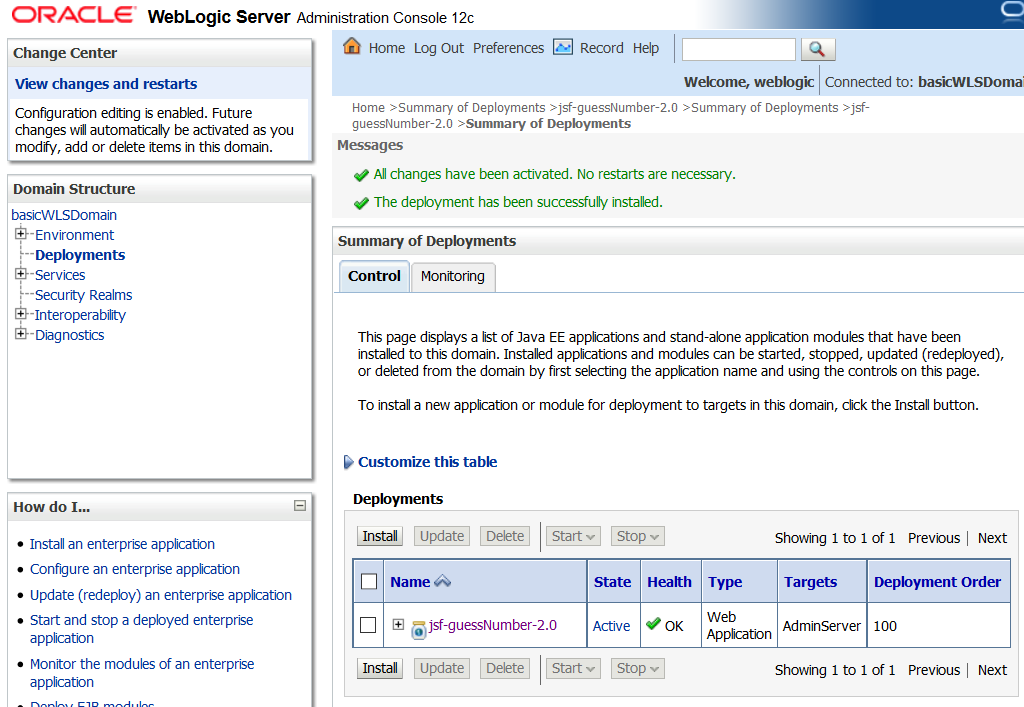 ORACLE WebLogic Server Administration Console 12c
Change Center
View changes and restarts
Configuration editing is enabled. Future
changes will automatically be activated as you
modify, add or delete items in this domain.
Domain Structure
basicWLSDomain
Environment
Deployments
Services
Security Realms
Interoperability
Diagnostics
How do I...
Install an enterprise application
Configure an enterprise application
Update (redeploy) an enterprise application
Start and stop a deployed enterprise
application
Monitor the modules of an enterprise
application
Deploy EJB modules
Home Log Out Preferences Record Help
Welcome, weblogic Connected to: basicWLSDomai
Home >Summary of Deployments >jsf-guessNumber-2.0 >Summary of Deployments >jsf-
guessNumber-2.0 >Summary of Deployments
Messages
All changes have been activated. No restarts are necessary.
The deployment has been successfully installed.
Summary of Deployments
Control Monitoring
This page displays a list of Java EE applications and stand-alone application modules that have been
installed to this domain. Installed applications and modules can be started, stopped, updated (redeployed),
or deleted from the domain by first selecting the application name and using the controls on this page.
To install a new application or module for deployment to targets in this domain, click the Install button.
Customize this table
Deployments
Install Update Delete Start Stop Showing 1 to 1 of 1 Previous | Next
Name State Health Type Targets Deployment Order
jsf-guessNumber-2.0 Active OK Web Application AdminServer 100
Install Update Delete Start Stop Showing 1 to 1 of 1 Previous | Next